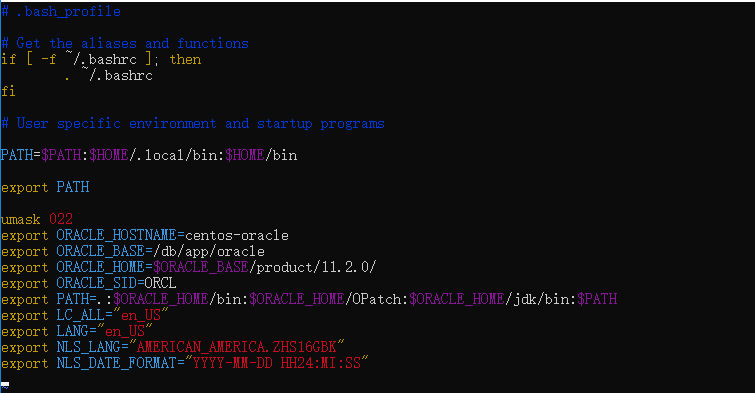 # .bash_profile
# Get the aliases and functions
if [ -f ~/.bashrc ]; then
. ~/.bashrc
fi
# User specific environment and startup programs
PATH=$PATH:$HOME/.local/bin:$HOME/bin
export PATH
umask 022
export ORACLE_HOSTNAME=centos-oracle
export ORACLE_BASE=/db/app/oracle
export ORACLE_HOME=$ORACLE_BASE/product/11.2.0/
export ORACLE_SID=ORCL
export PATH=.:$ORACLE_HOME/bin:$ORACLE_HOME/OPatch:$ORACLE_HOME/jdk/bin:$PATH
export LC_ALL="en_US"
export LANG="en_US"
export NLS_LANG="AMERICAN_AMERICA.ZHS16GBK"
export NLS_DATE_FORMAT="YYYY-MM-DD HH24:MI:SS"